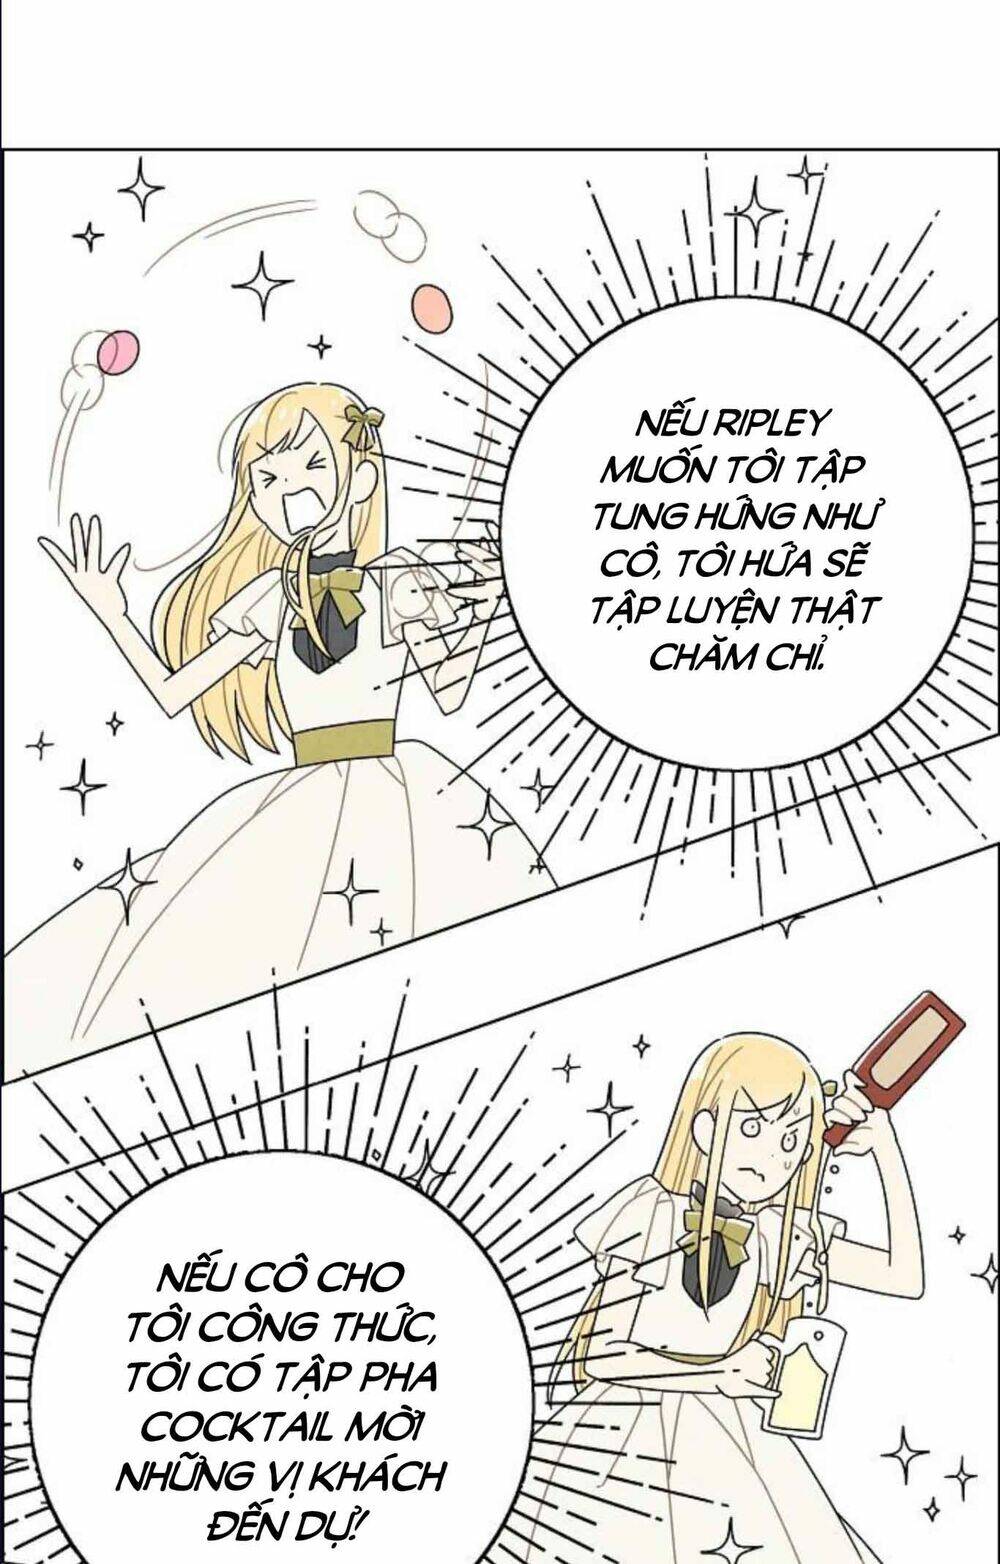 NẾU RIPLEY
MUỐN TÔI TẬP
TUNG HỨNG NHƯ
CÔ, TÔI HỨA SẼ
TẬP LUYỆN THẬT
CHĂM CHỈ.
NẾU CÔ CHO
TÔI CÔNG THỨC,
TÔI CÓ TẬP PHA
COCKTAIL MỜI
NHỮNG VỊ KHÁCH
ĐẾN DỰ!